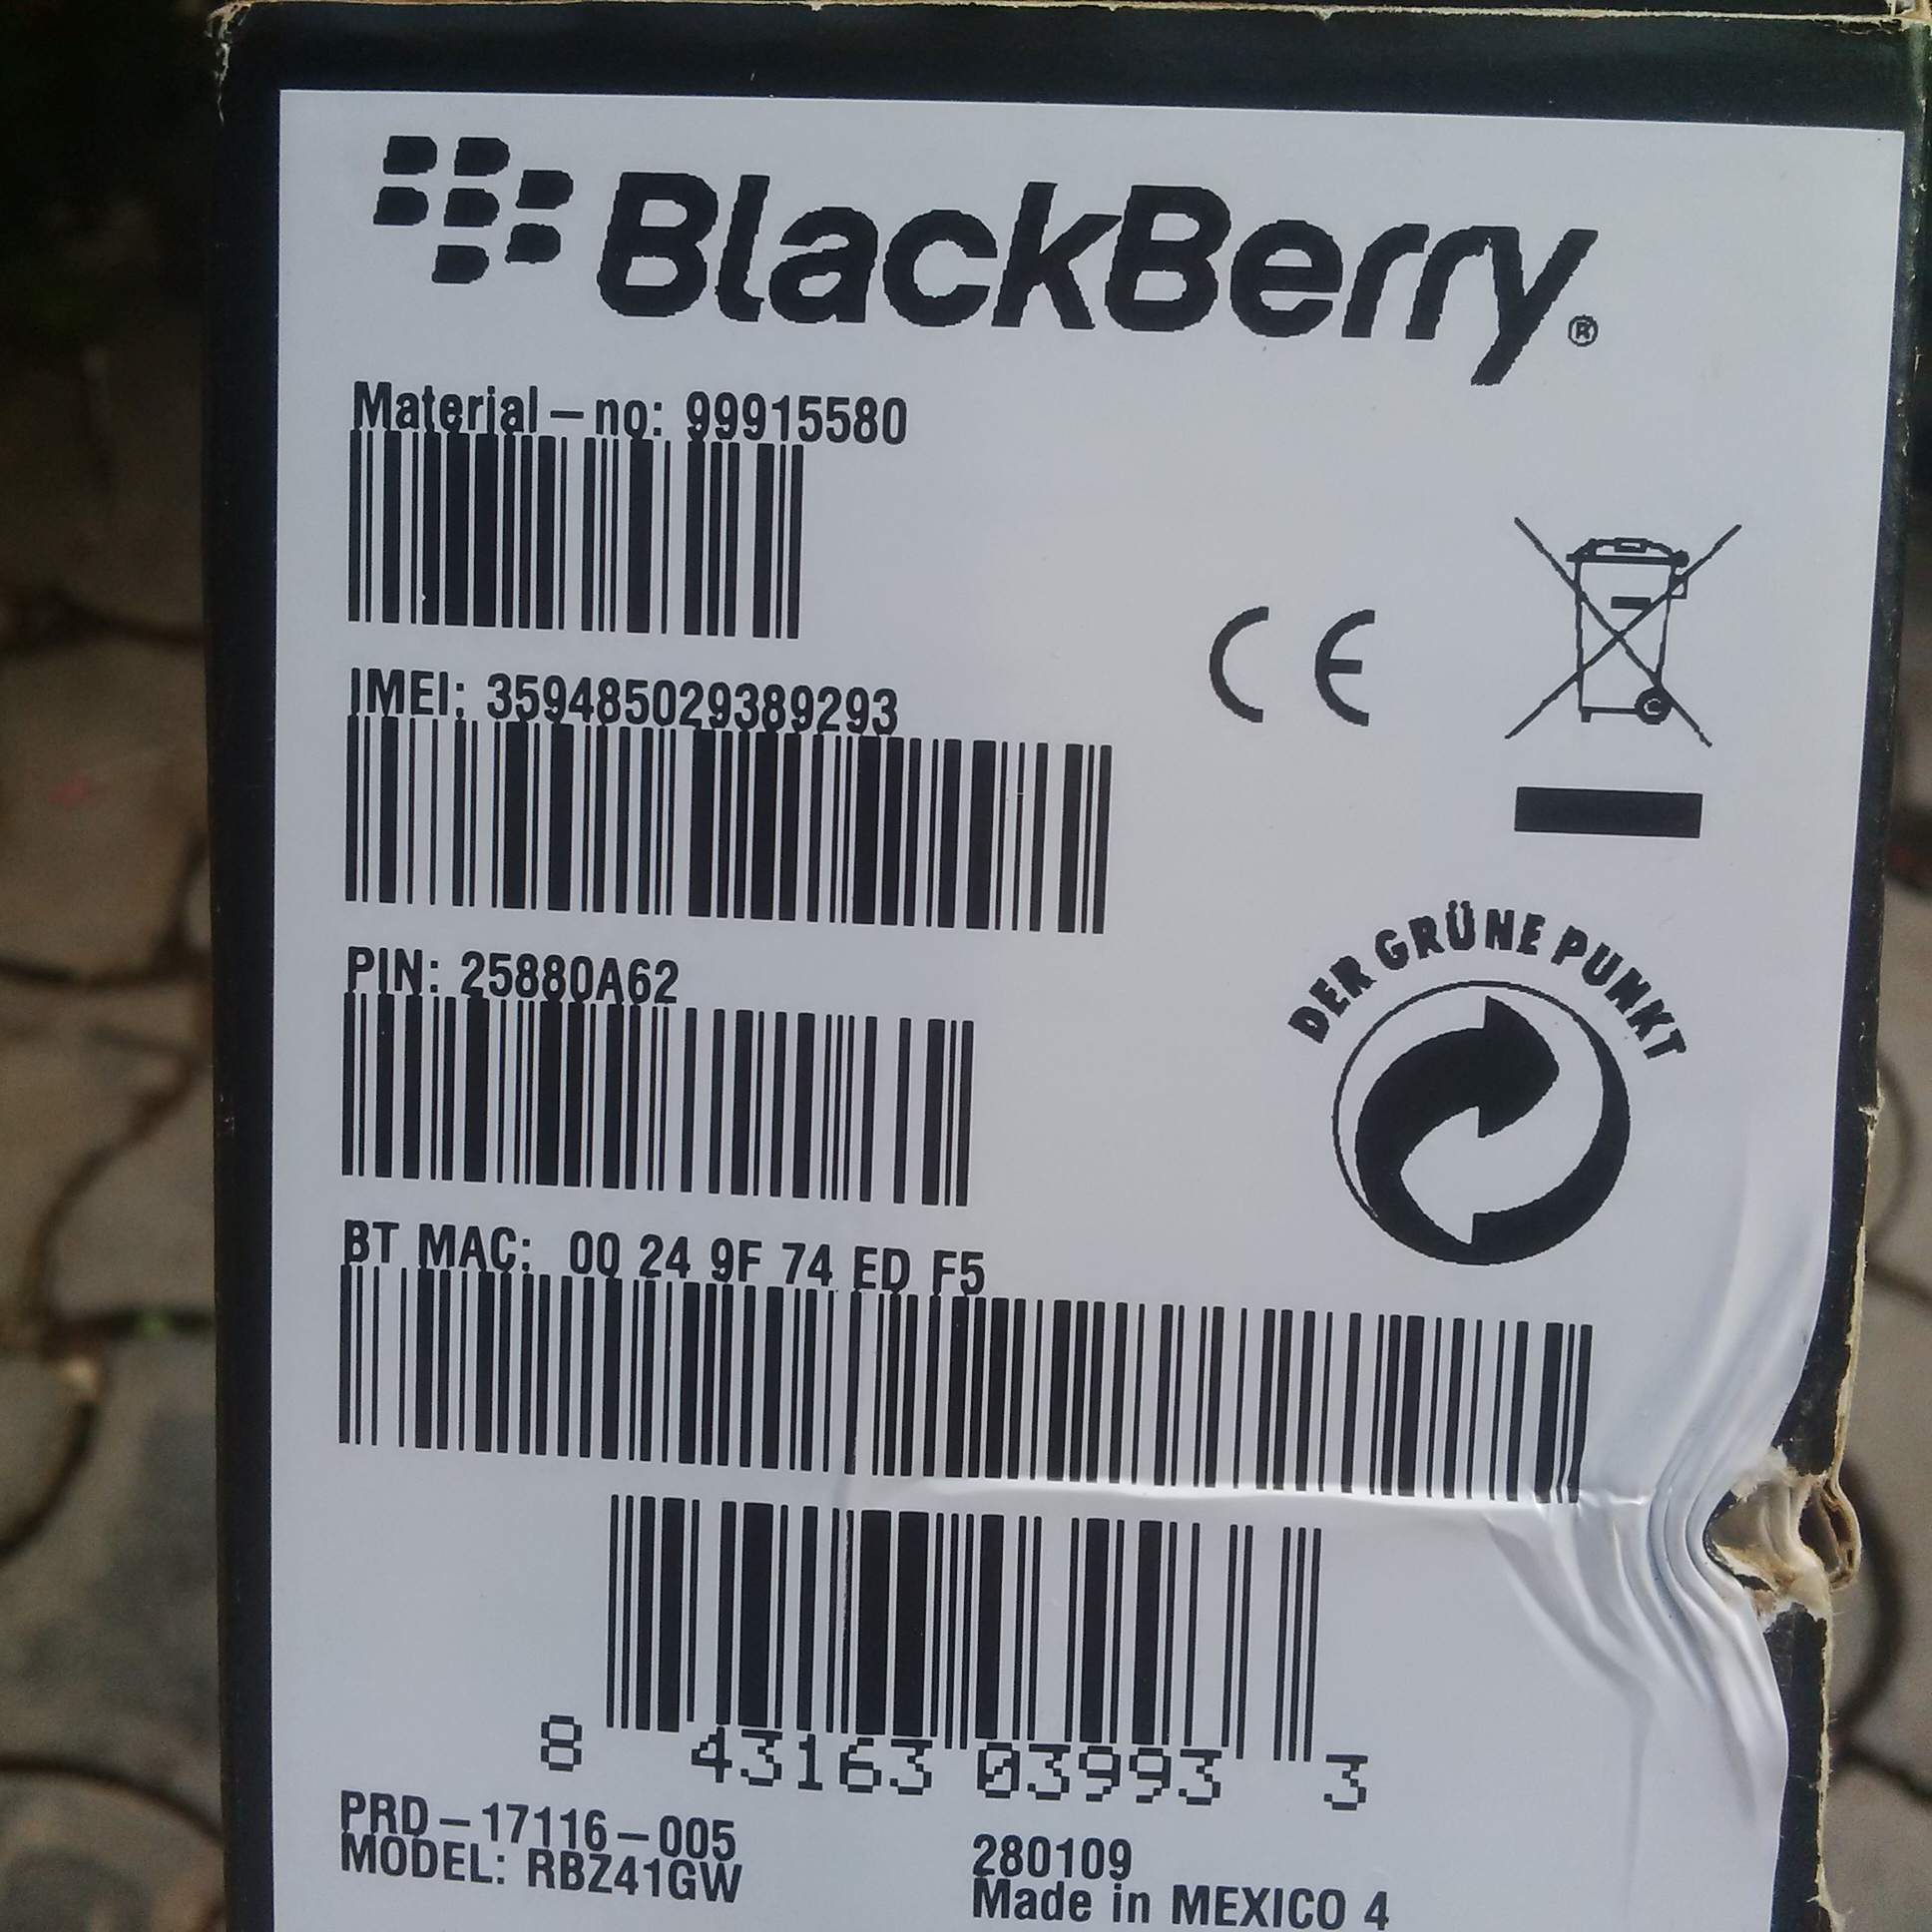 BlackBerry®
Material–no: 99915580
IMEI: 359485029389293
CE
PIN: 25880A62
DER GRÜNE PUNKT
BT MAC: 00 24 9F 74 ED F5
8 43163 03993 3
PRD–17116–005
MODEL: RBZ41GW
280109
Made in MEXICO 4